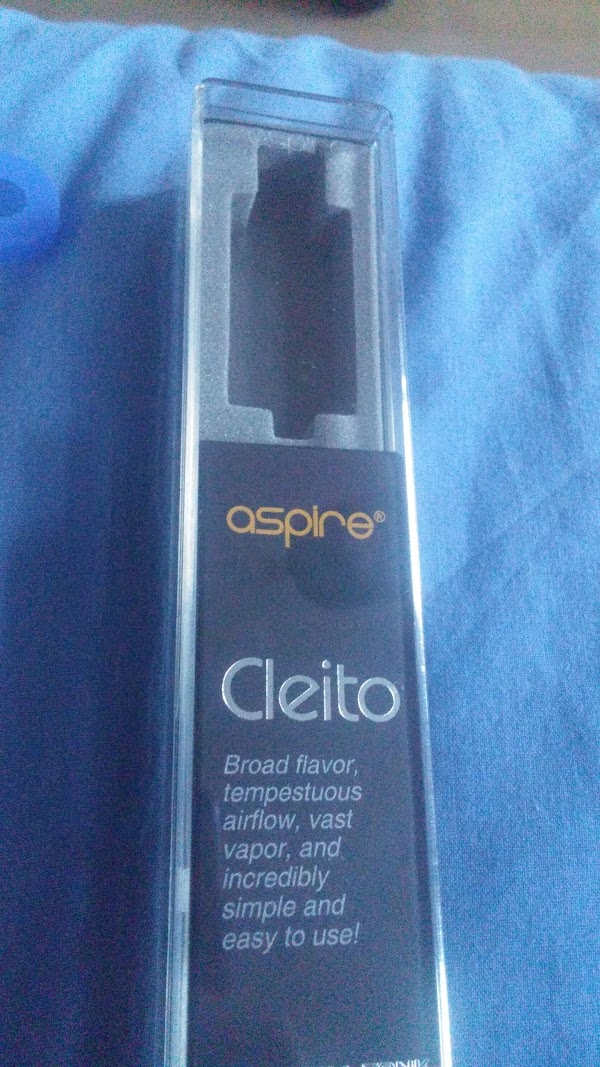 aspire®
Cleito
Broad flavor,
tempestuous
airflow, vast
vapor, and
incredibly
simple and
easy to use!